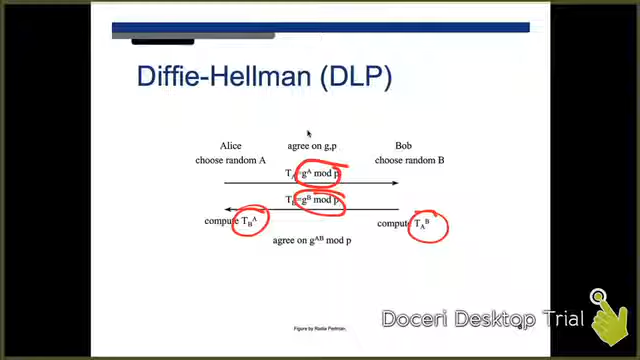 Diffie-Hellman (DLP)
Alice agree on g,p Bob
choose random A choose random B
T_A=g^A mod p
T_B=g^B mod p
compute T_B^A compute T_A^B
agree on g^AB mod p
Doceri Desktop Trial
Figure by Radia Perlman.